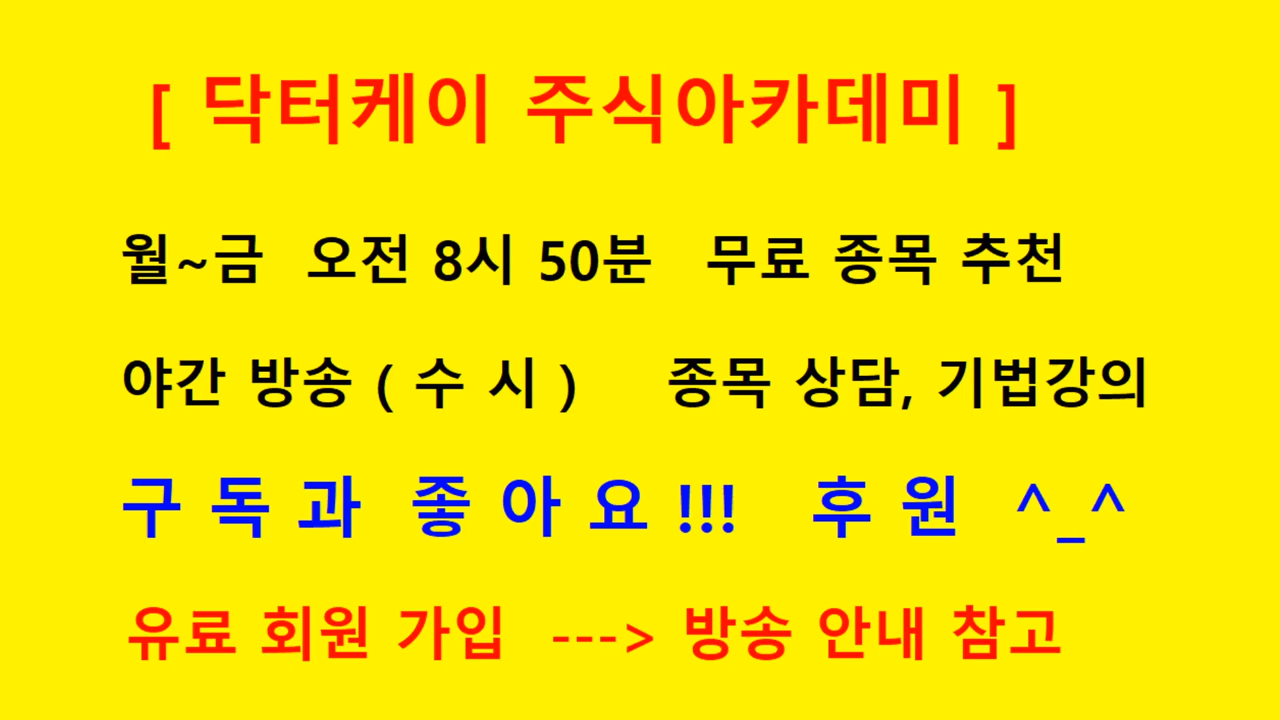 [ 닥터케이 주식아카데미 ]
월~금 오전 8시 50분 무료 종목 추천
야간 방송 ( 수 시 ) 종목 상담, 기법강의
구 독 과 좋 아 요 !!! 후 원 ^_^
유료 회원 가입 ---> 방송 안내 참고